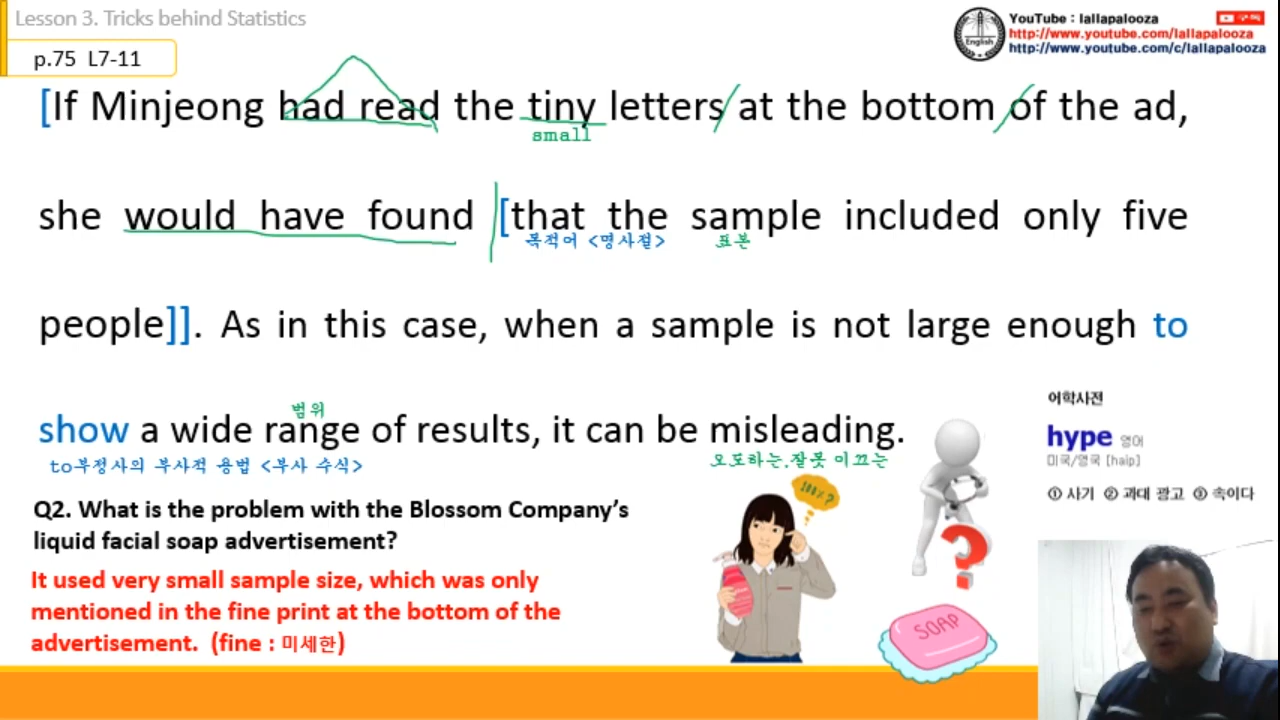 Lesson 3. Tricks behind Statistics
YouTube : lallapalooza
구독
http://www.youtube.com/lallapalooza
http://www.youtube.com/c/lallapalooza
English
p.75 L7-11
[If Minjeong had read the tiny letters at the bottom of the ad,
small
she would have found [that the sample included only five
목적어 <명사절> 표본
people]]. As in this case, when a sample is not large enough to
범위
show a wide range of results, it can be misleading.
to부정사의 부사적 용법 <부사 수식> 오도하는.잘못 이끄는
어학사전
hype 영어
미국/영국 [haip]
① 사기 ② 과대 광고 ③ 속이다
Q2. What is the problem with the Blossom Company's
liquid facial soap advertisement?
It used very small sample size, which was only
mentioned in the fine print at the bottom of the
advertisement. (fine : 미세한)
100%?
?
SOAP